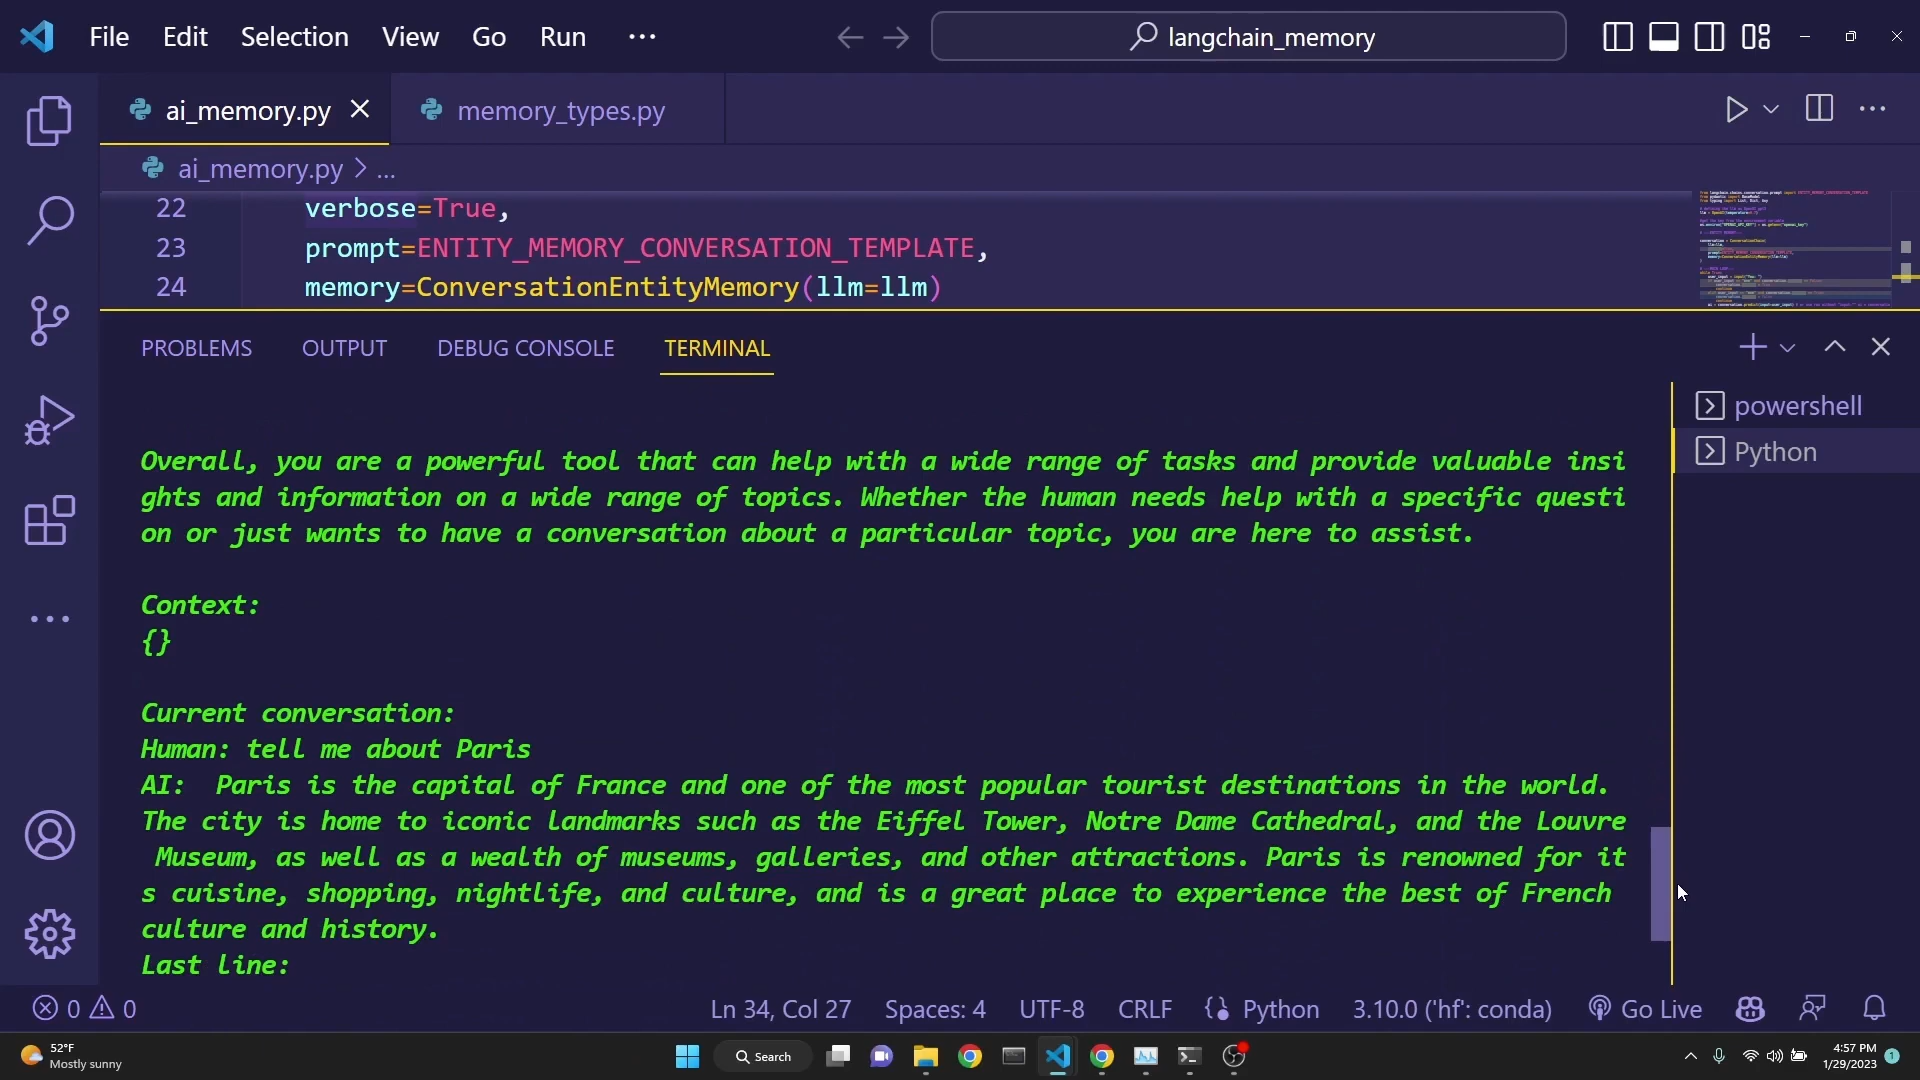 File Edit Selection View Go Run ...
langchain_memory
ai_memory.py
memory_types.py
ai_memory.py > ...
22 verbose=True,
23 prompt=ENTITY_MEMORY_CONVERSATION_TEMPLATE,
24 memory=ConversationEntityMemory(llm=llm)
PROBLEMS OUTPUT DEBUG CONSOLE TERMINAL
powershell
Python
Overall, you are a powerful tool that can help with a wide range of tasks and provide valuable insi
ghts and information on a wide range of topics. Whether the human needs help with a specific questi
on or just wants to have a conversation about a particular topic, you are here to assist.
Context:
{}
Current conversation:
Human: tell me about Paris
AI:  Paris is the capital of France and one of the most popular tourist destinations in the world.
The city is home to iconic landmarks such as the Eiffel Tower, Notre Dame Cathedral, and the Louvre
Museum, as well as a wealth of museums, galleries, and other attractions. Paris is renowned for it
s cuisine, shopping, nightlife, and culture, and is a great place to experience the best of French
culture and history.
Last line:
0 0 Ln 34, Col 27 Spaces: 4 UTF-8 CRLF Python 3.10.0 ('hf': conda) Go Live
52°F
Mostly sunny
Search
4:57 PM
1/29/2023
1